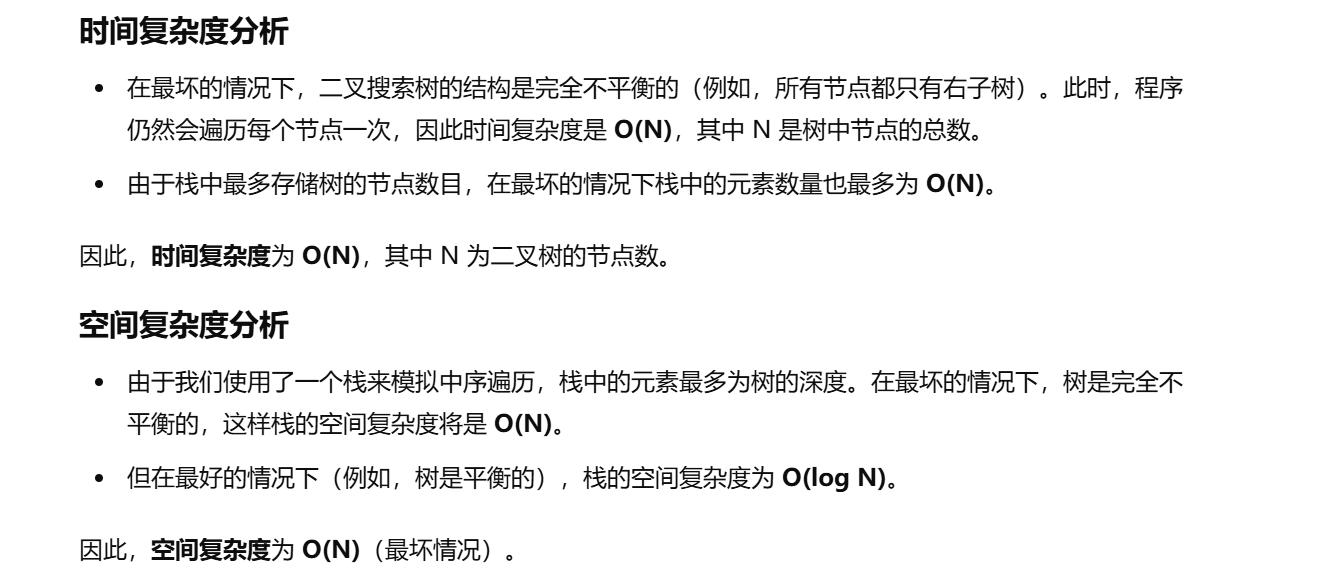 时间复杂度分析
在最坏的情况下，二叉搜索树的结构是完全不平衡的（例如，所有节点都只有右子树）。此时，程序
仍然会遍历每个节点一次，因此时间复杂度是 O(N)，其中 N 是树中节点的总数。
由于栈中最多存储树的节点数目，在最坏的情况下栈中的元素数量也最多为 O(N)。
因此，时间复杂度为 O(N)，其中 N 为二叉树的节点数。
空间复杂度分析
由于我们使用了一个栈来模拟中序遍历，栈中的元素最多为树的深度。在最坏的情况下，树是完全不
平衡的，这样栈的空间复杂度将是 O(N)。
但在最好的情况下（例如，树是平衡的），栈的空间复杂度为 O(log N)。
因此，空间复杂度为 O(N)（最坏情况）。